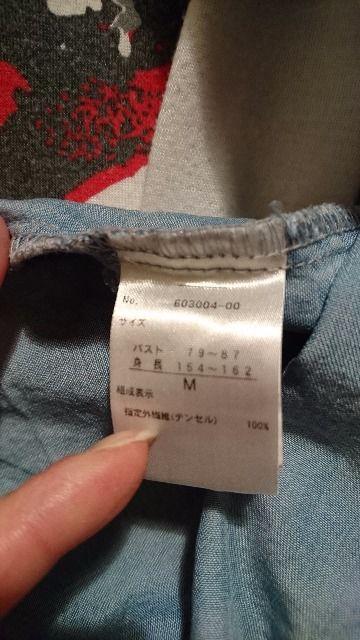 No. 603004-00
サイズ
バスト 79～87
身長 154～162
M
組成表示
指定外繊維(テンセル) 100%